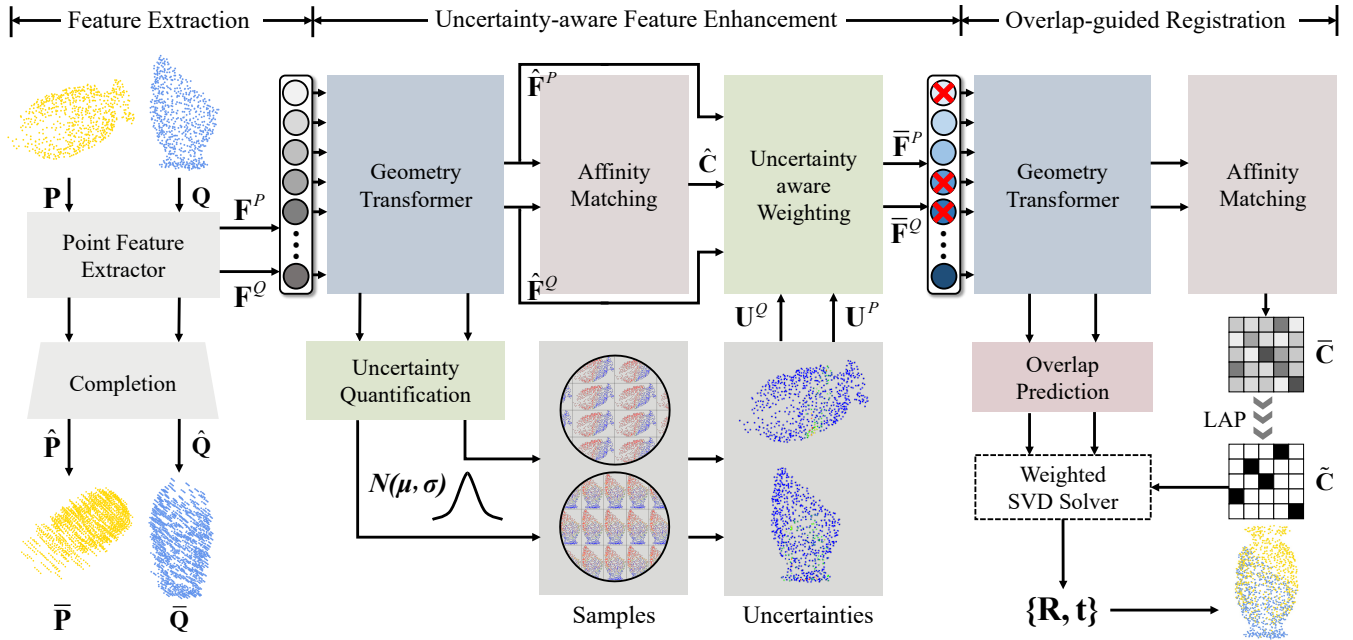 Feature Extraction
Uncertainty-aware Feature Enhancement
Overlap-guided Registration
P
Q
Point Feature
Extractor
F^P
F^Q
Completion
P̂
Q̂
P̅
Q̅
Geometry
Transformer
F̂^P
F̂^Q
Affinity
Matching
Ĉ
Uncertainty
aware
Weighting
F̅^P
F̅^Q
U^Q
U^P
Uncertainty
Quantification
N(μ, σ)
Samples
Uncertainties
Geometry
Transformer
Affinity
Matching
Overlap
Prediction
C̅
LAP
C̃
Weighted
SVD Solver
{R, t}